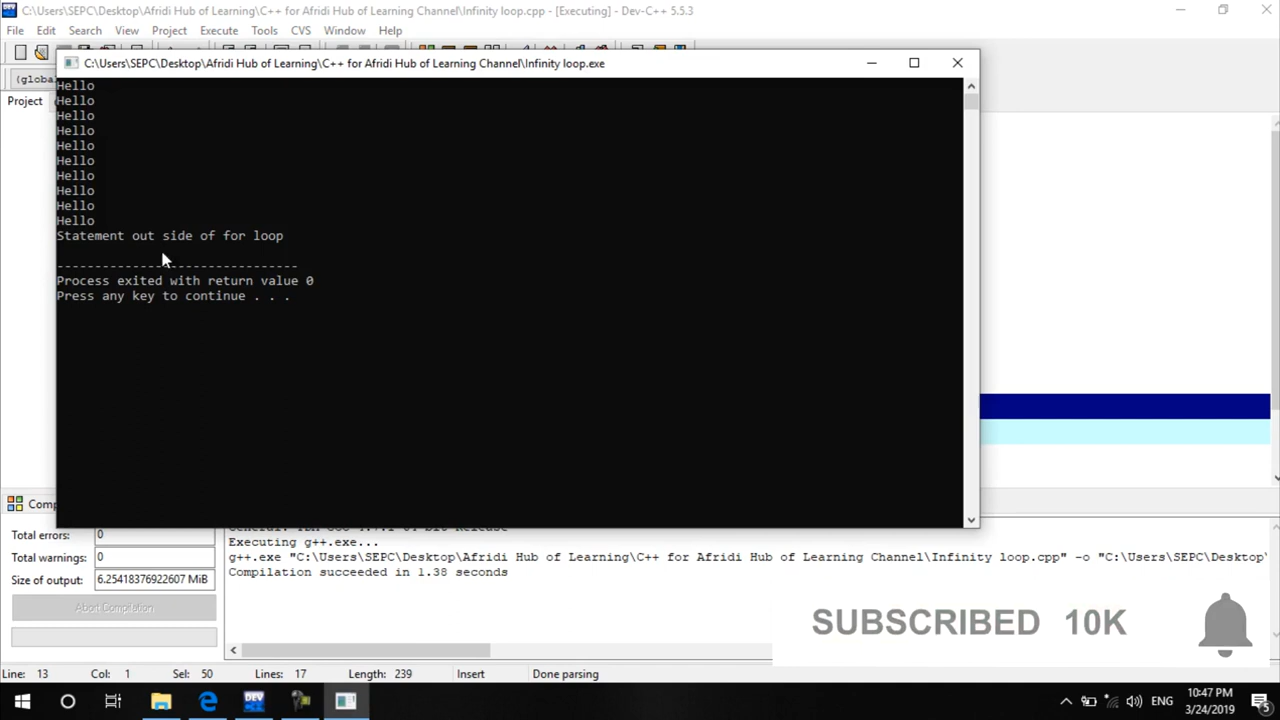 C:\Users\SEPC\Desktop\Afridi Hub of Learning\C++ for Afridi Hub of Learning Channel\Infinity loop.cpp - [Executing] - Dev-C++ 5.5.3
File Edit Search View Project Execute Tools CVS Window Help
C:\Users\SEPC\Desktop\Afridi Hub of Learning\C++ for Afridi Hub of Learning Channel\Infinity loop.exe
(globa
Project
Hello
Hello
Hello
Hello
Hello
Hello
Hello
Hello
Hello
Hello
Statement out side of for loop
--------------------------------
Process exited with return value 0
Press any key to continue . . .
Comp
Total errors: 0
Total warnings: 0
Size of output: 6.25418376922607 MiB
Abort Compilation
Executing g++.exe...
g++.exe "C:\Users\SEPC\Desktop\Afridi Hub of Learning\C++ for Afridi Hub of Learning Channel\Infinity loop.cpp" -o "C:\Users\SEPC\Desktop\
Compilation succeeded in 1.38 seconds
SUBSCRIBED 10K
Line: 13 Col: 1 Sel: 50 Lines: 17 Length: 239 Insert Done parsing
DEV
ENG
10:47 PM
3/24/2019
5